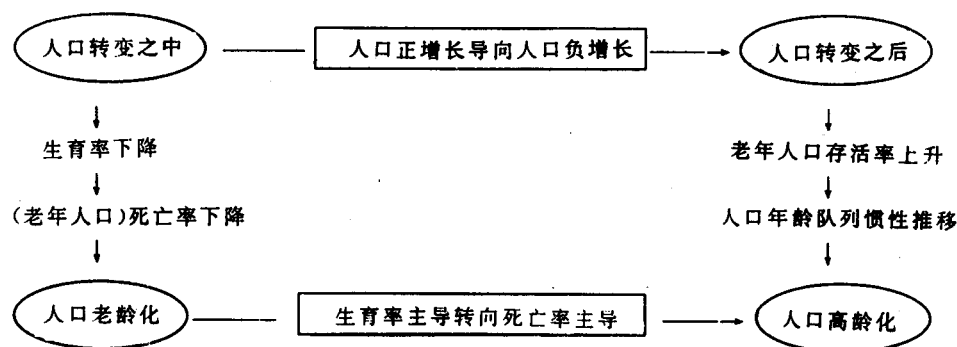 人口转变之中 人口正增长导向人口负增长 人口转变之后
生育率下降 老年人口存活率上升
(老年人口)死亡率下降 人口年龄队列惯性推移
人口老龄化 生育率主导转向死亡率主导 人口高龄化